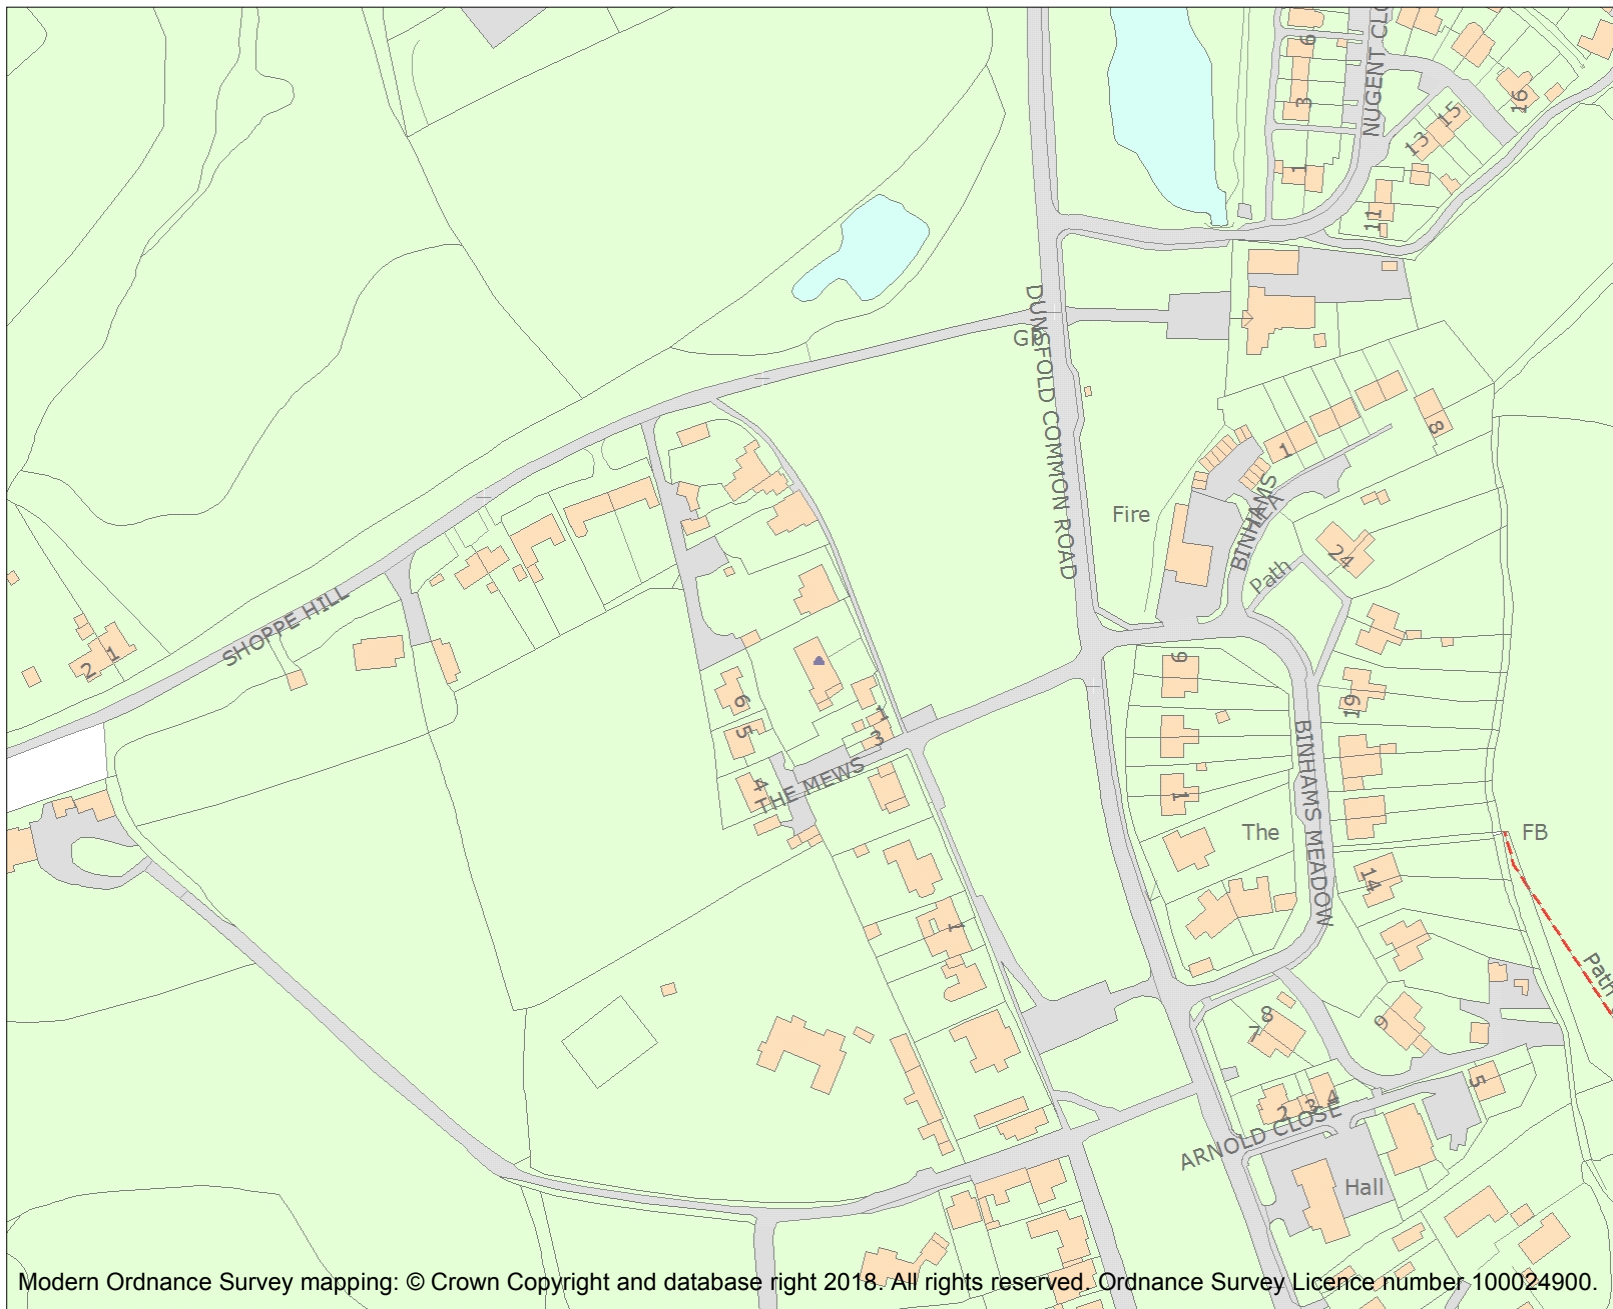 NUGENT CLO
6
3
1
16
15
13
11
DUNSFOLD COMMON ROAD
GP
8
1
Fire
BINHAMS
LEA
24
Path
SHOPPE HILL
2 1
9
19
6
5
4
1
3
THE MEWS
1
The
BINHAMS MEADOW
FB
14
1
Path
8
7
9
5
2 3 4
ARNOLD CLOSE
Hall
Modern Ordnance Survey mapping: © Crown Copyright and database right 2018. All rights reserved. Ordnance Survey Licence number 100024900.